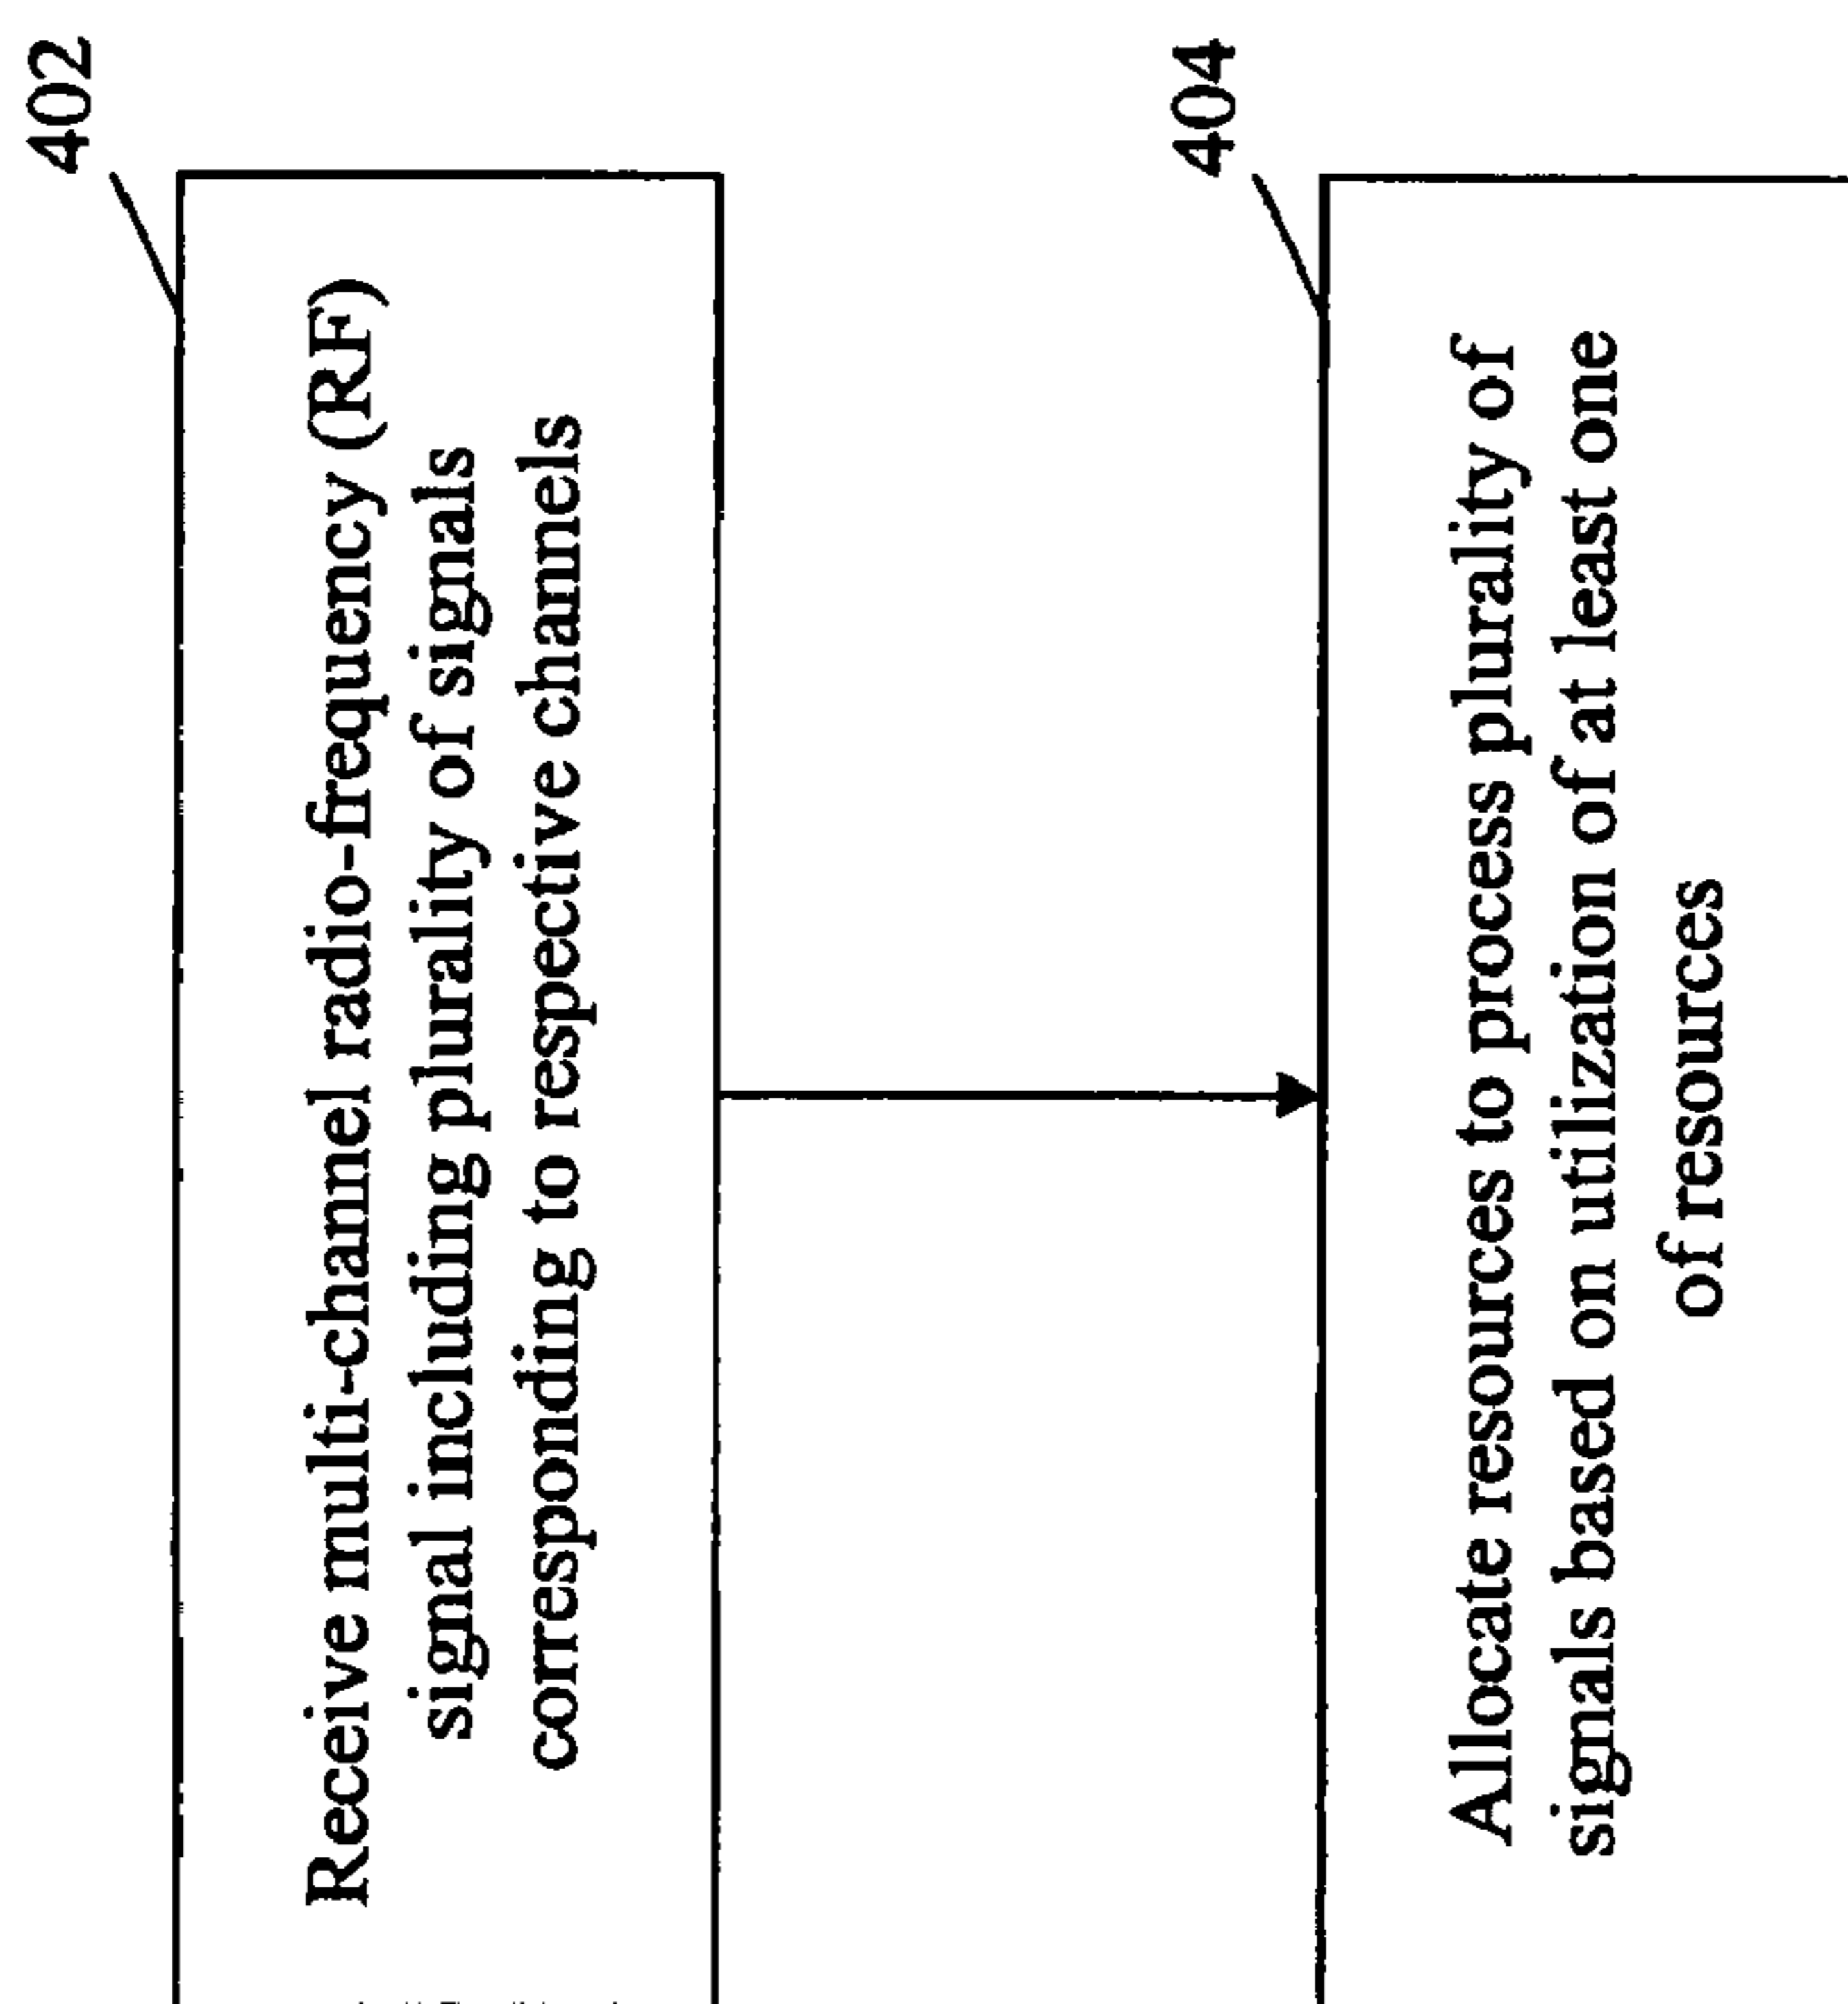 402
Receive multi-channel radio-frequency (RF)
signal including plurality of signals
corresponding to respective channels
404
Allocate resources to process plurality of
signals based on utilization of at least one
of resources